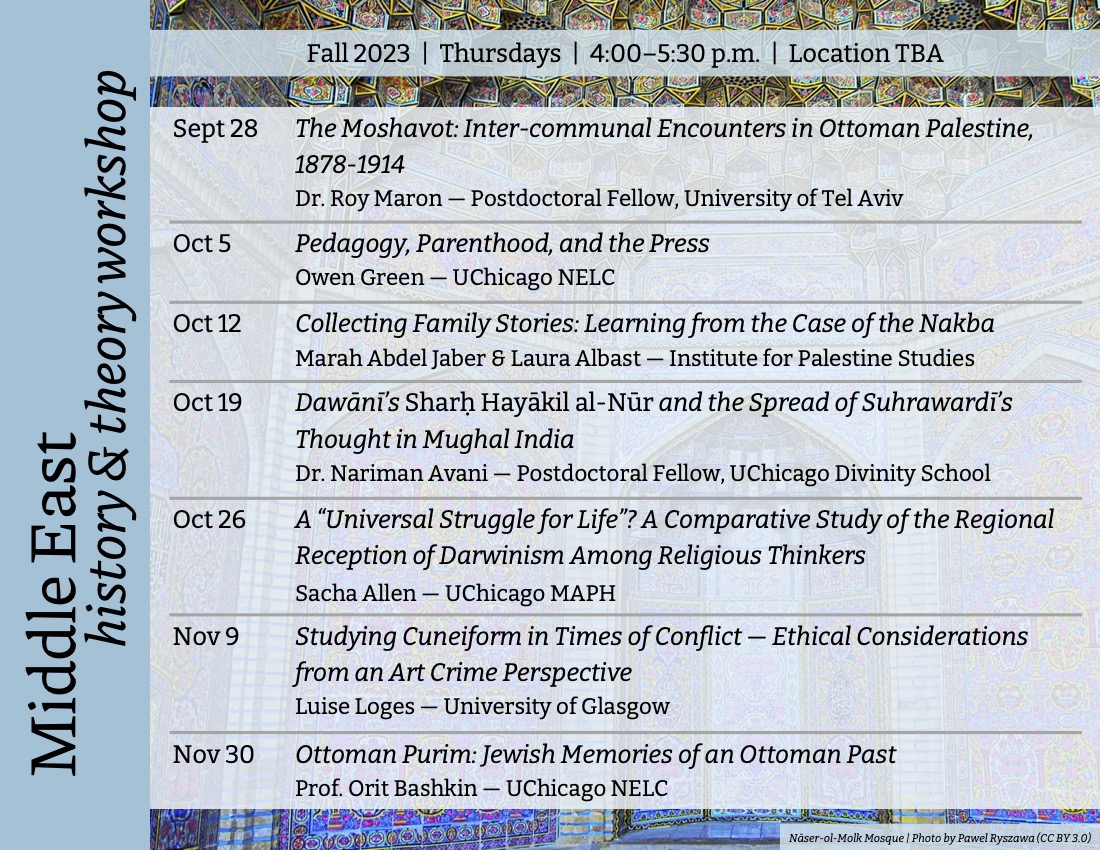 Middle East
history & theory workshop
Fall 2023 | Thursdays | 4:00–5:30 p.m. | Location TBA
Sept 28 The Moshavot: Inter-communal Encounters in Ottoman Palestine,
1878-1914
Dr. Roy Maron — Postdoctoral Fellow, University of Tel Aviv
Oct 5 Pedagogy, Parenthood, and the Press
Owen Green — UChicago NELC
Oct 12 Collecting Family Stories: Learning from the Case of the Nakba
Marah Abdel Jaber & Laura Albast — Institute for Palestine Studies
Oct 19 Dawānī’s Sharḥ Hayākil al-Nūr and the Spread of Suhrawardī’s
Thought in Mughal India
Dr. Nariman Avani — Postdoctoral Fellow, UChicago Divinity School
Oct 26 A “Universal Struggle for Life”? A Comparative Study of the Regional
Reception of Darwinism Among Religious Thinkers
Sacha Allen — UChicago MAPH
Nov 9 Studying Cuneiform in Times of Conflict — Ethical Considerations
from an Art Crime Perspective
Luise Loges — University of Glasgow
Nov 30 Ottoman Purim: Jewish Memories of an Ottoman Past
Prof. Orit Bashkin — UChicago NELC
Nāser-ol-Molk Mosque | Photo by Pawel Ryszawa (CC BY 3.0)